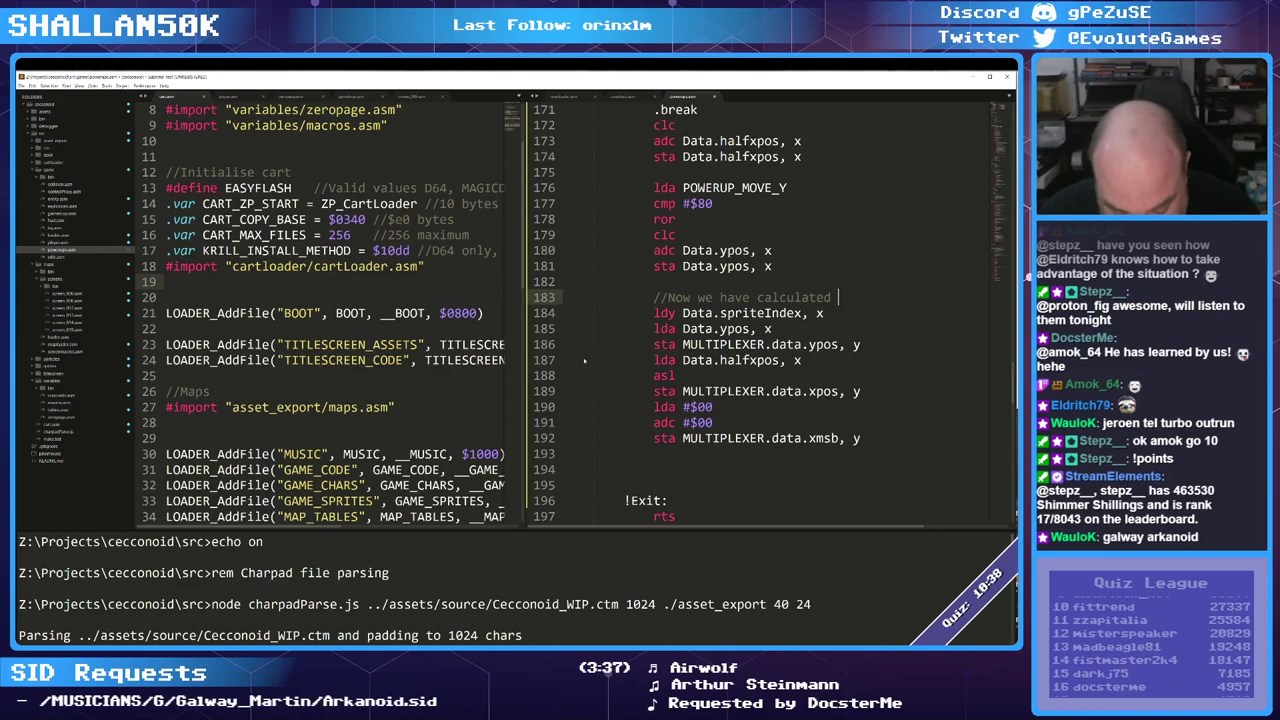 SHALLAN50K
Last Follow: orinxlm
Discord gPeZuSE
Twitter @EvoluteGames
8 #import "variables/zeropage.asm"
9 #import "variables/macros.asm"
10
11
12 //Initialise cart
13 #define EASYFLASH //Valid values D64, MAGICD
14 .var CART_ZP_START = ZP_CartLoader //10 bytes
15 .var CART_COPY_BASE = $0340 //$e0 bytes
16 .var CART_MAX_FILES = 256 //256 maximum
17 .var KRILL_INSTALL_METHOD = $10dd //D64 only,
18 #import "cartloader/cartLoader.asm"
19
20
21 LOADER_AddFile("BOOT", BOOT, __BOOT, $0800)
22
23 LOADER_AddFile("TITLESCREEN_ASSETS", TITLESCREEN
24 LOADER_AddFile("TITLESCREEN_CODE", TITLESCREEN
25
26 //Maps
27 #import "asset_export/maps.asm"
28
29
30 LOADER_AddFile("MUSIC", MUSIC, __MUSIC, $1000)
31 LOADER_AddFile("GAME_CODE", GAME_CODE, __GAME_
32 LOADER_AddFile("GAME_CHARS", GAME_CHARS, __GAM
33 LOADER_AddFile("GAME_SPRITES", GAME_SPRITES, _
34 LOADER_AddFile("MAP_TABLES", MAP_TABLES, __MAP
171 .break
172 clc
173 adc Data.halfxpos, x
174 sta Data.halfxpos, x
175
176 lda POWERUP_MOVE_Y
177 cmp #$80
178 ror
179 clc
180 adc Data.ypos, x
181 sta Data.ypos, x
182
183 //Now we have calculated
184 ldy Data.spriteIndex, x
185 lda Data.ypos, x
186 sta MULTIPLEXER.data.ypos, y
187 lda Data.halfxpos, x
188 asl
189 sta MULTIPLEXER.data.xpos, y
190 lda #$00
191 adc #$00
192 sta MULTIPLEXER.data.xmsb, y
193
194
195
196 !Exit:
197 rts
Z:\Projects\cecconoid\src>echo on
Z:\Projects\cecconoid\src>rem Charpad file parsing
Z:\Projects\cecconoid\src>node charpadParse.js ../assets/source/Cecconoid_WIP.ctm 1024 ./asset_export 40 24
Parsing ../assets/source/Cecconoid_WIP.ctm and padding to 1024 chars
Quiz: 10:38
Amok_64:
@stepz__ have you seen how
@Eldritch79 knows how to take
advantage of the situation ?
Stepz__:
@proton_fig awesome, will listen to
them tonight
DocsterMe:
@amok_64 He has learned by us!
hehe
Amok_64:
Eldritch79:
WauloK: jeroen tel turbo outrun
Stepz__: ok amok go 10
Stepz__: !points
StreamElements:
@stepz__, stepz__ has 463530
Shimmer Shillings and is rank
17/8043 on the leaderboard.
WauloK: galway arkanoid
Quiz League
10 fittrend 27337
11 zzapitalia 25584
12 misterspeaker 20829
13 madbeagle81 19248
14 fistmaster2k4 18147
15 darkj75 7185
16 docsterme 4957
SID Requests
- /MUSICIANS/G/Galway_Martin/Arkanoid.sid
(3:37) Airwolf
Arthur Steinmann
Requested by DocsterMe